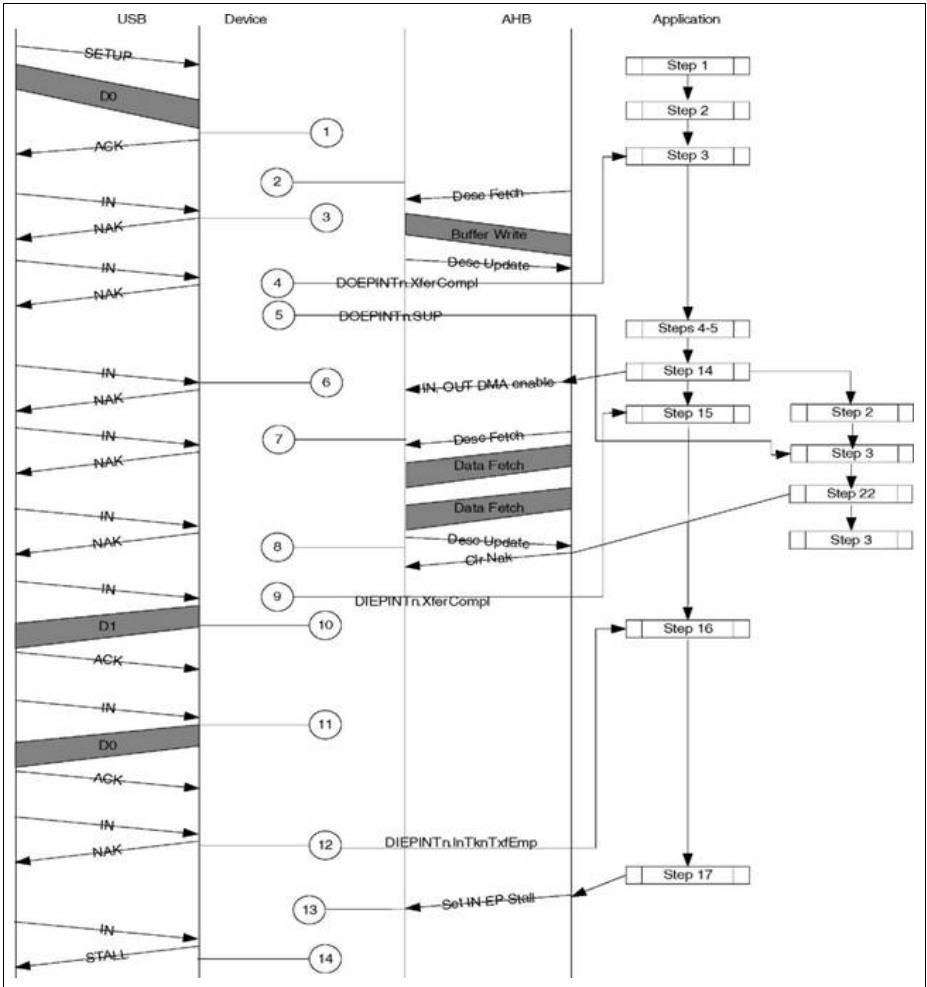 USB Device AHB Application
SETUP
Step 1
D0
Step 2
1
ACK
Step 3
2
Desc Fetch
IN
3
NAK
Buffer Write
Desc Update
IN
4
DOEPINTn.XferCompl
NAK
5
DOEPINTn.SUP
Steps 4-5
IN
Step 14
6
IN, OUT DMA enable
NAK
Step 15
Step 2
IN
7
Desc Fetch
Step 3
NAK
Data Fetch
Step 22
Data Fetch
IN
NAK
8
Desc Update
Step 3
Clr Nak
IN
9
DIEPINTn.XferCompl
D1
10
Step 16
ACK
IN
11
D0
ACK
IN
12
DIEPINTn.InTknTxfEmp
NAK
Step 17
Set IN EP Stall
13
IN
STALL
14